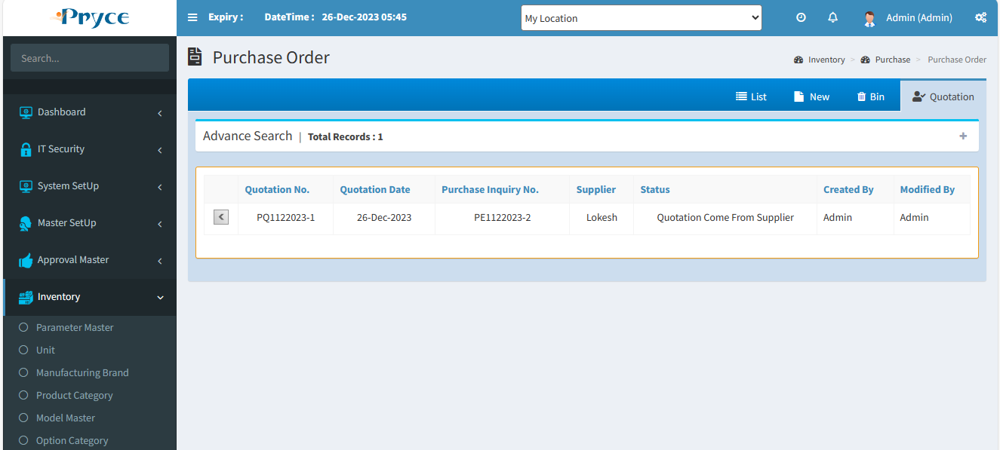 Pryce
Expiry :
DateTime : 26-Dec-2023 05:45
My Location
Admin (Admin)
Search...
Purchase Order
Inventory > Purchase > Purchase Order
List
New
Bin
Quotation
Advance Search | Total Records : 1
Quotation No. Quotation Date Purchase Inquiry No. Supplier Status Created By Modified By
PQ1122023-1 26-Dec-2023 PE1122023-2 Lokesh Quotation Come From Supplier Admin Admin
Dashboard
IT Security
System SetUp
Master SetUp
Approval Master
Inventory
Parameter Master
Unit
Manufacturing Brand
Product Category
Model Master
Option Category